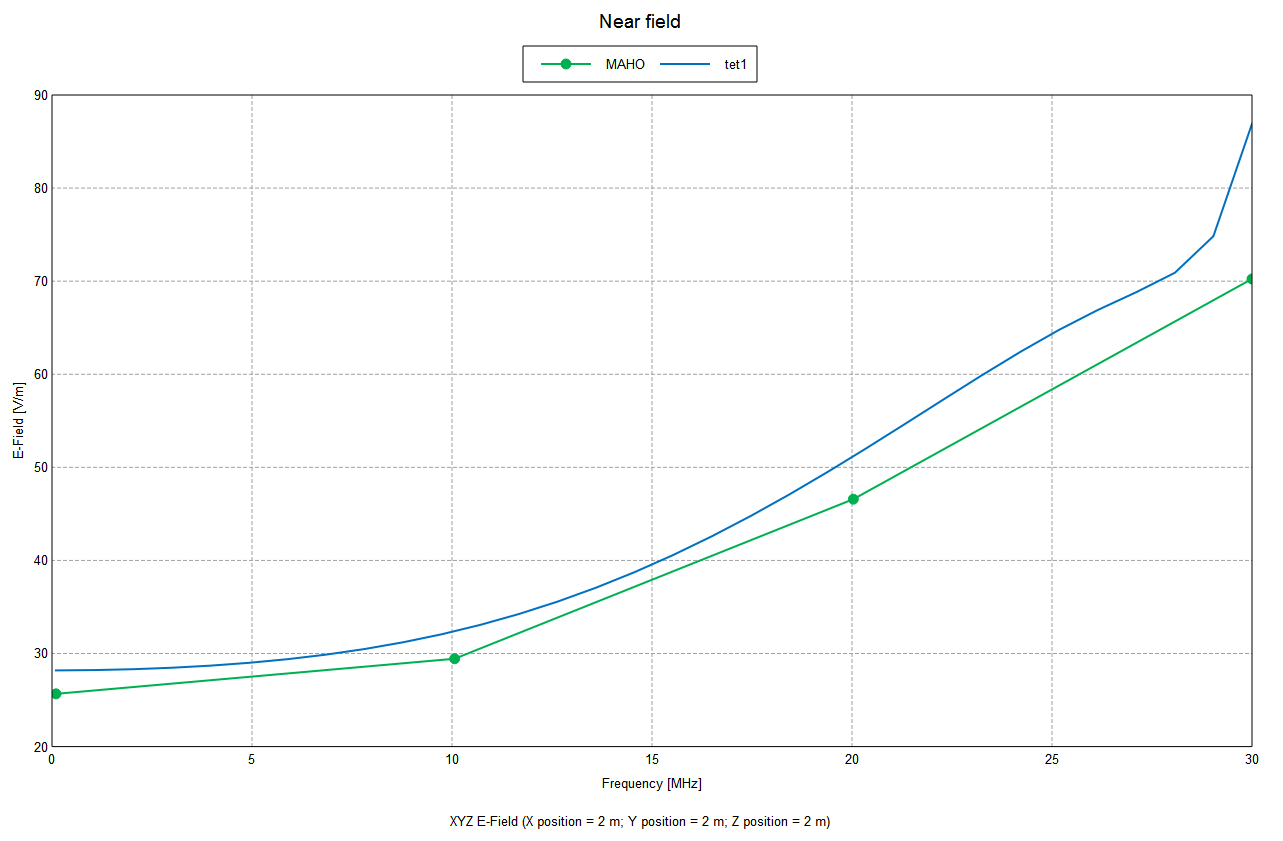 Near field
MAHO tet1
90
80
70
60
50
40
30
20
E-Field [V/m]
0 5 10 15 20 25 30
Frequency [MHz]
XYZ E-Field (X position = 2 m; Y position = 2 m; Z position = 2 m)